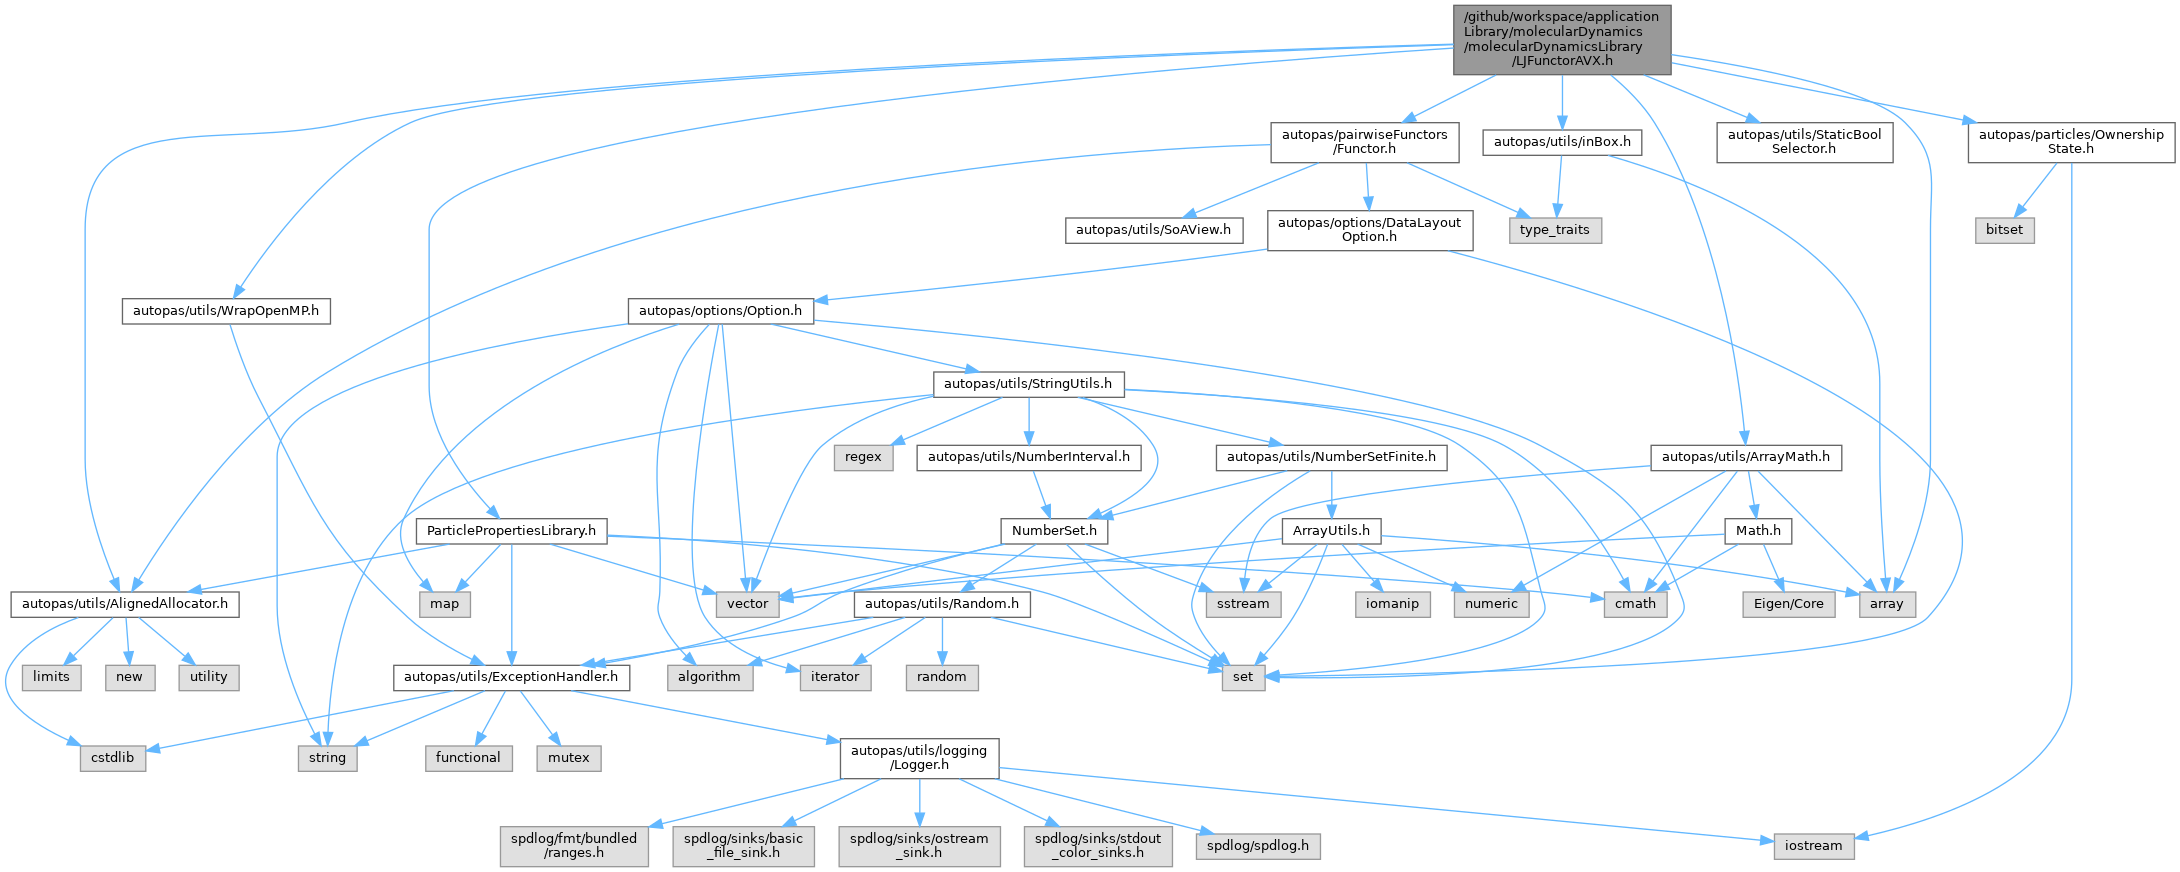 /github/workspace/application
Library/molecularDynamics
/molecularDynamicsLibrary
/LJFunctorAVX.h
autopas/pairwiseFunctors
/Functor.h
autopas/utils/inBox.h
autopas/utils/StaticBool
Selector.h
autopas/particles/Ownership
State.h
autopas/utils/SoAView.h
autopas/options/DataLayout
Option.h
type_traits
bitset
autopas/utils/WrapOpenMP.h
autopas/options/Option.h
autopas/utils/StringUtils.h
regex
autopas/utils/NumberInterval.h
autopas/utils/NumberSetFinite.h
autopas/utils/ArrayMath.h
ParticlePropertiesLibrary.h
NumberSet.h
ArrayUtils.h
Math.h
autopas/utils/AlignedAllocator.h
map
vector
autopas/utils/Random.h
sstream
iomanip
numeric
cmath
Eigen/Core
array
limits
new
utility
autopas/utils/ExceptionHandler.h
algorithm
iterator
random
set
cstdlib
string
functional
mutex
autopas/utils/logging
/Logger.h
spdlog/fmt/bundled
/ranges.h
spdlog/sinks/basic
_file_sink.h
spdlog/sinks/ostream
_sink.h
spdlog/sinks/stdout
_color_sinks.h
spdlog/spdlog.h
iostream